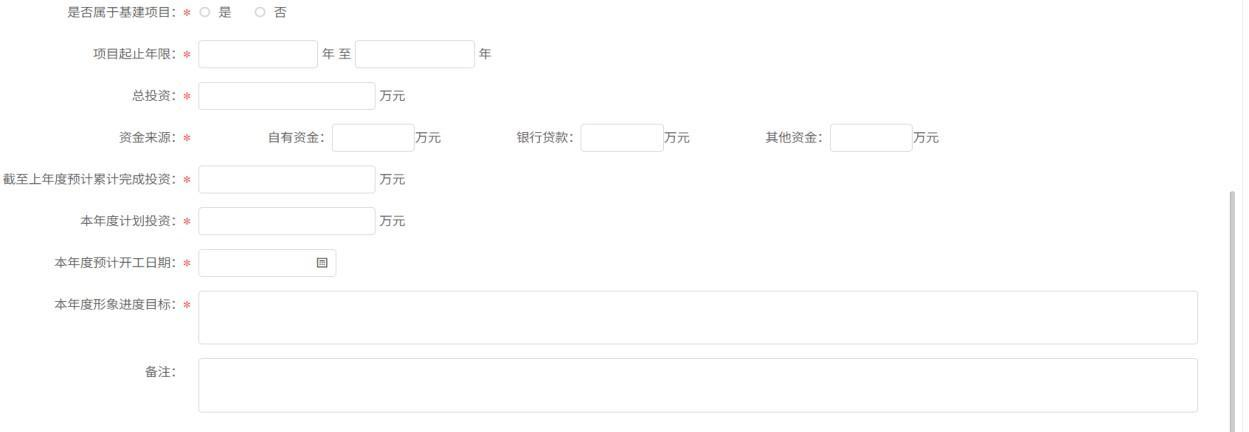 是否属于基建项目：* 是 否
项目起止年限：* 年 至 年
总投资：* 万元
资金来源：* 自有资金： 万元 银行贷款： 万元 其他资金： 万元
截至上年度预计累计完成投资：* 万元
本年度计划投资：* 万元
本年度预计开工日期：*
本年度形象进度目标：*
备注：